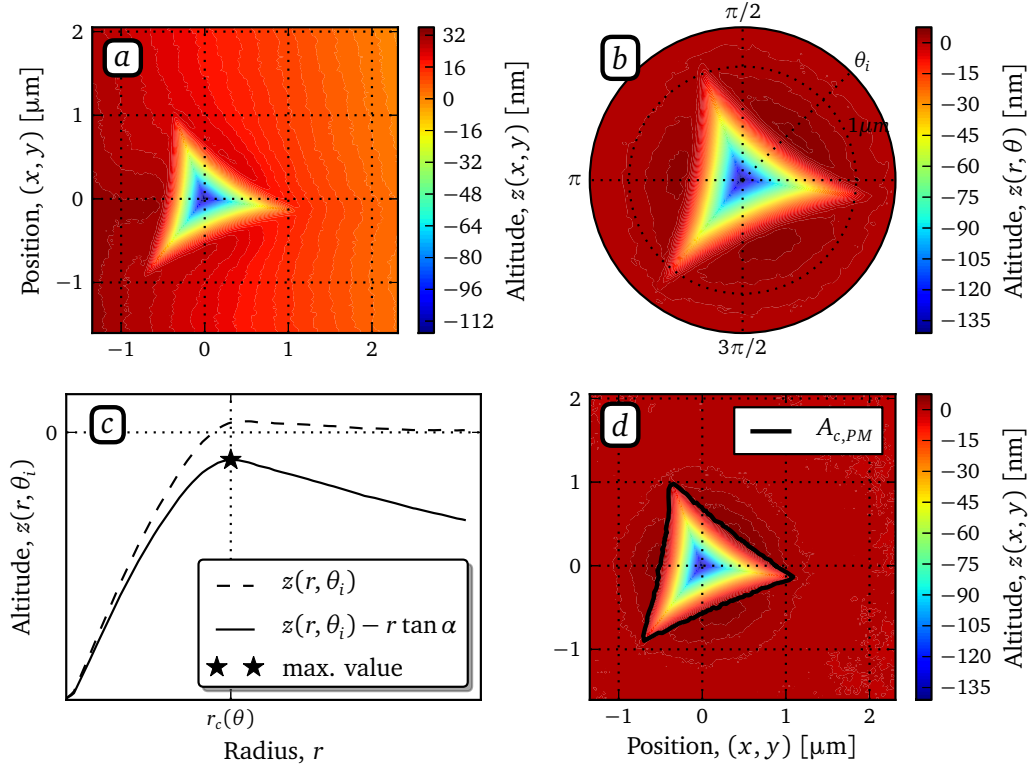 a
2
1
0
−1
−1
0
1
2
Position, (x, y) [µm]
32
16
0
−16
−32
−48
−64
−80
−96
−112
Altitude, z(x, y) [nm]
b
π/2
θi
1µm
π
3π/2
0
−15
−30
−45
−60
−75
−90
−105
−120
−135
Altitude, z(r, θ) [nm]
c
0
Altitude, z(r, θi)
z(r, θi)
z(r, θi) − r tan α
max. value
rc(θ)
Radius, r
d
Ac,PM
2
1
0
−1
−1
0
1
2
Position, (x, y) [µm]
0
−15
−30
−45
−60
−75
−90
−105
−120
−135
Altitude, z(x, y) [nm]